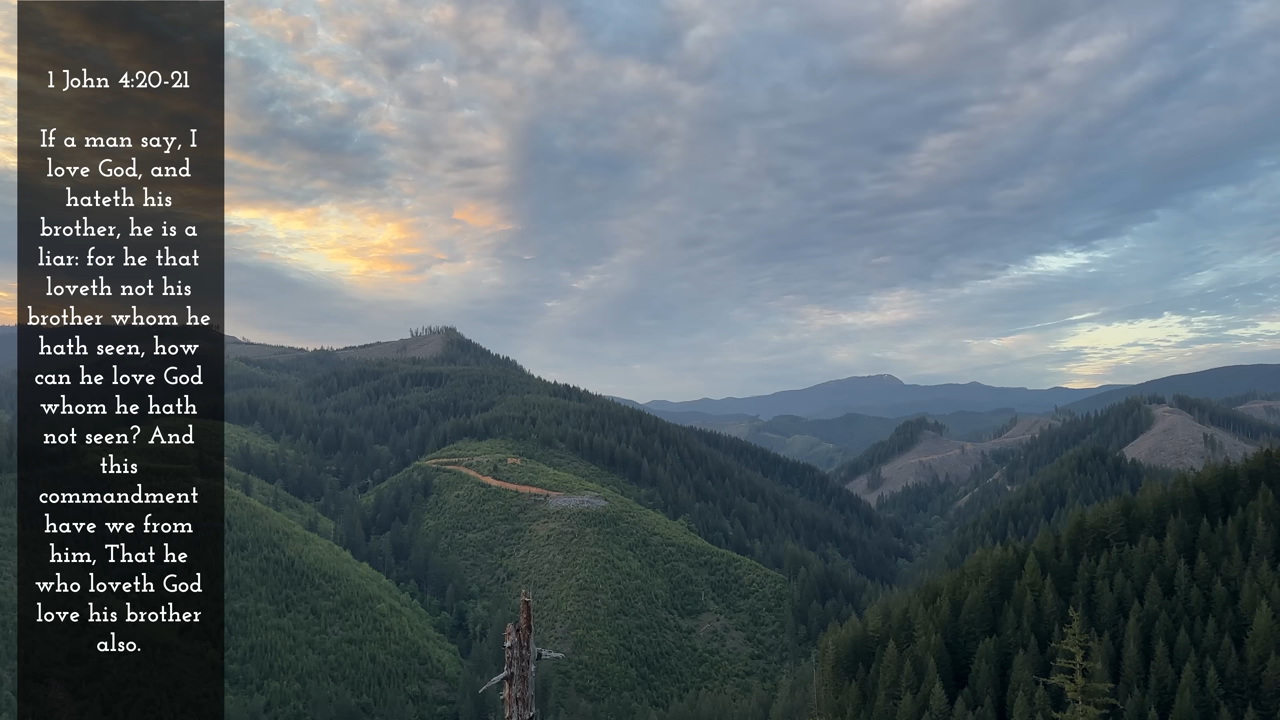 1 John 4:20-21
If a man say, I
love God, and
hateth his
brother, he is a
liar: for he that
loveth not his
brother whom he
hath seen, how
can he love God
whom he hath
not seen? And
this
commandment
have we from
him, That he
who loveth God
love his brother
also.